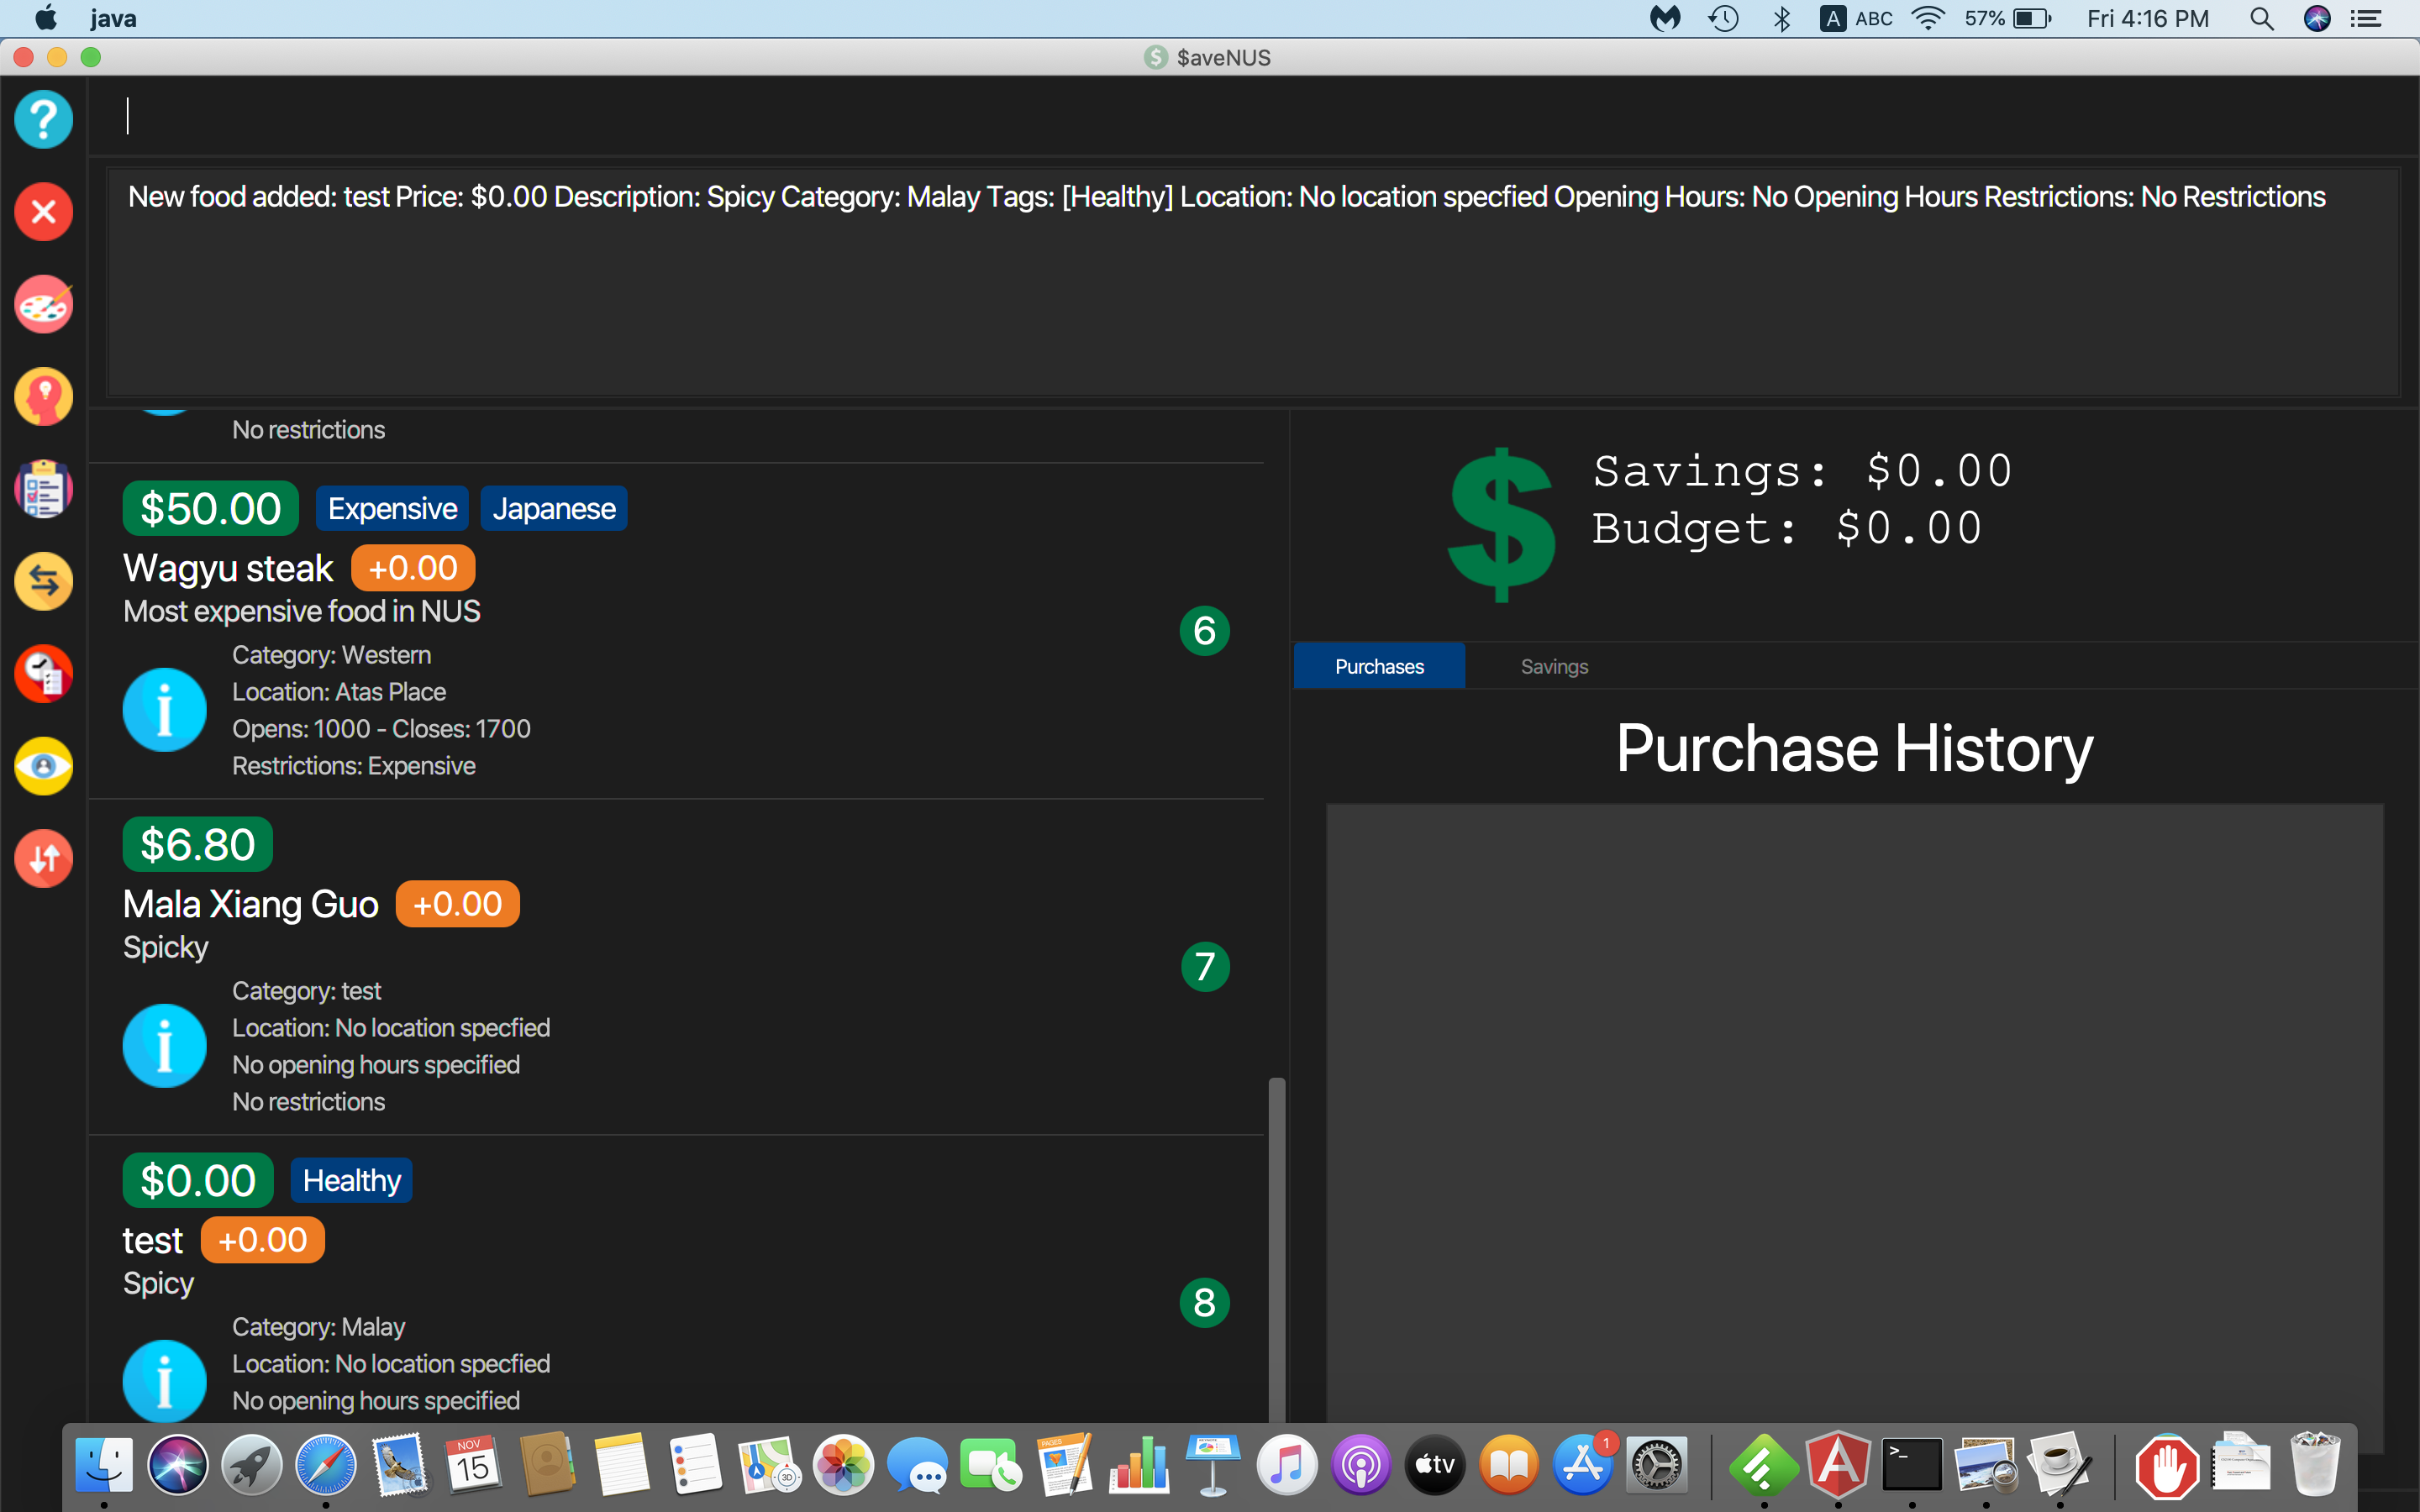 java
A ABC 57% Fri 4:16 PM
$ $aveNUS
New food added: test Price: $0.00 Description: Spicy Category: Malay Tags: [Healthy] Location: No location specfied Opening Hours: No Opening Hours Restrictions: No Restrictions
No restrictions
$50.00 Expensive Japanese
Wagyu steak +0.00
Most expensive food in NUS
6
Category: Western
Location: Atas Place
Opens: 1000 - Closes: 1700
Restrictions: Expensive
$6.80
Mala Xiang Guo +0.00
Spicky
7
Category: test
Location: No location specfied
No opening hours specified
No restrictions
$0.00 Healthy
test +0.00
Spicy
8
Category: Malay
Location: No location specfied
No opening hours specified
$
Savings: $0.00
Budget: $0.00
Purchases Savings
Purchase History
NOV
15
3D
PAGES
tv
1
>_